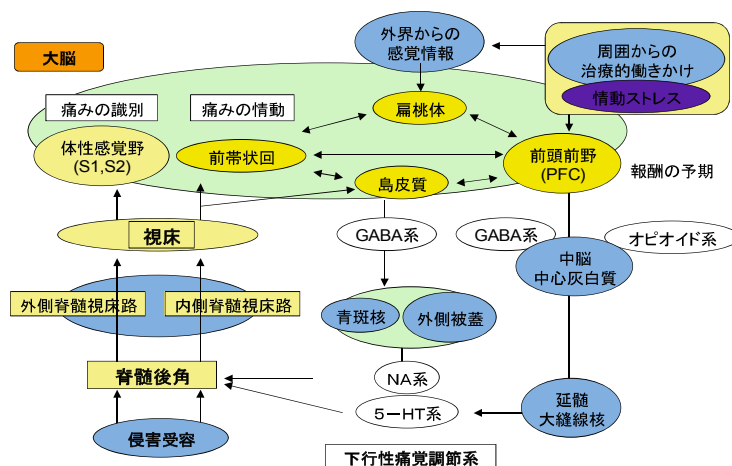 外界からの
感覚情報
周囲からの
治療的働きかけ
情動ストレス
大脳
痛みの識別
痛みの情動
扁桃体
体性感覚野
(S1,S2)
前帯状回
前頭前野
(PFC)
報酬の予期
島皮質
視床
GABA系
GABA系
オピオイド系
中脳
中心灰白質
外側脊髄視床路
内側脊髄視床路
青斑核
外側被蓋
脊髄後角
NA系
5-HT系
延髄
大縫線核
侵害受容
下行性痛覚調節系